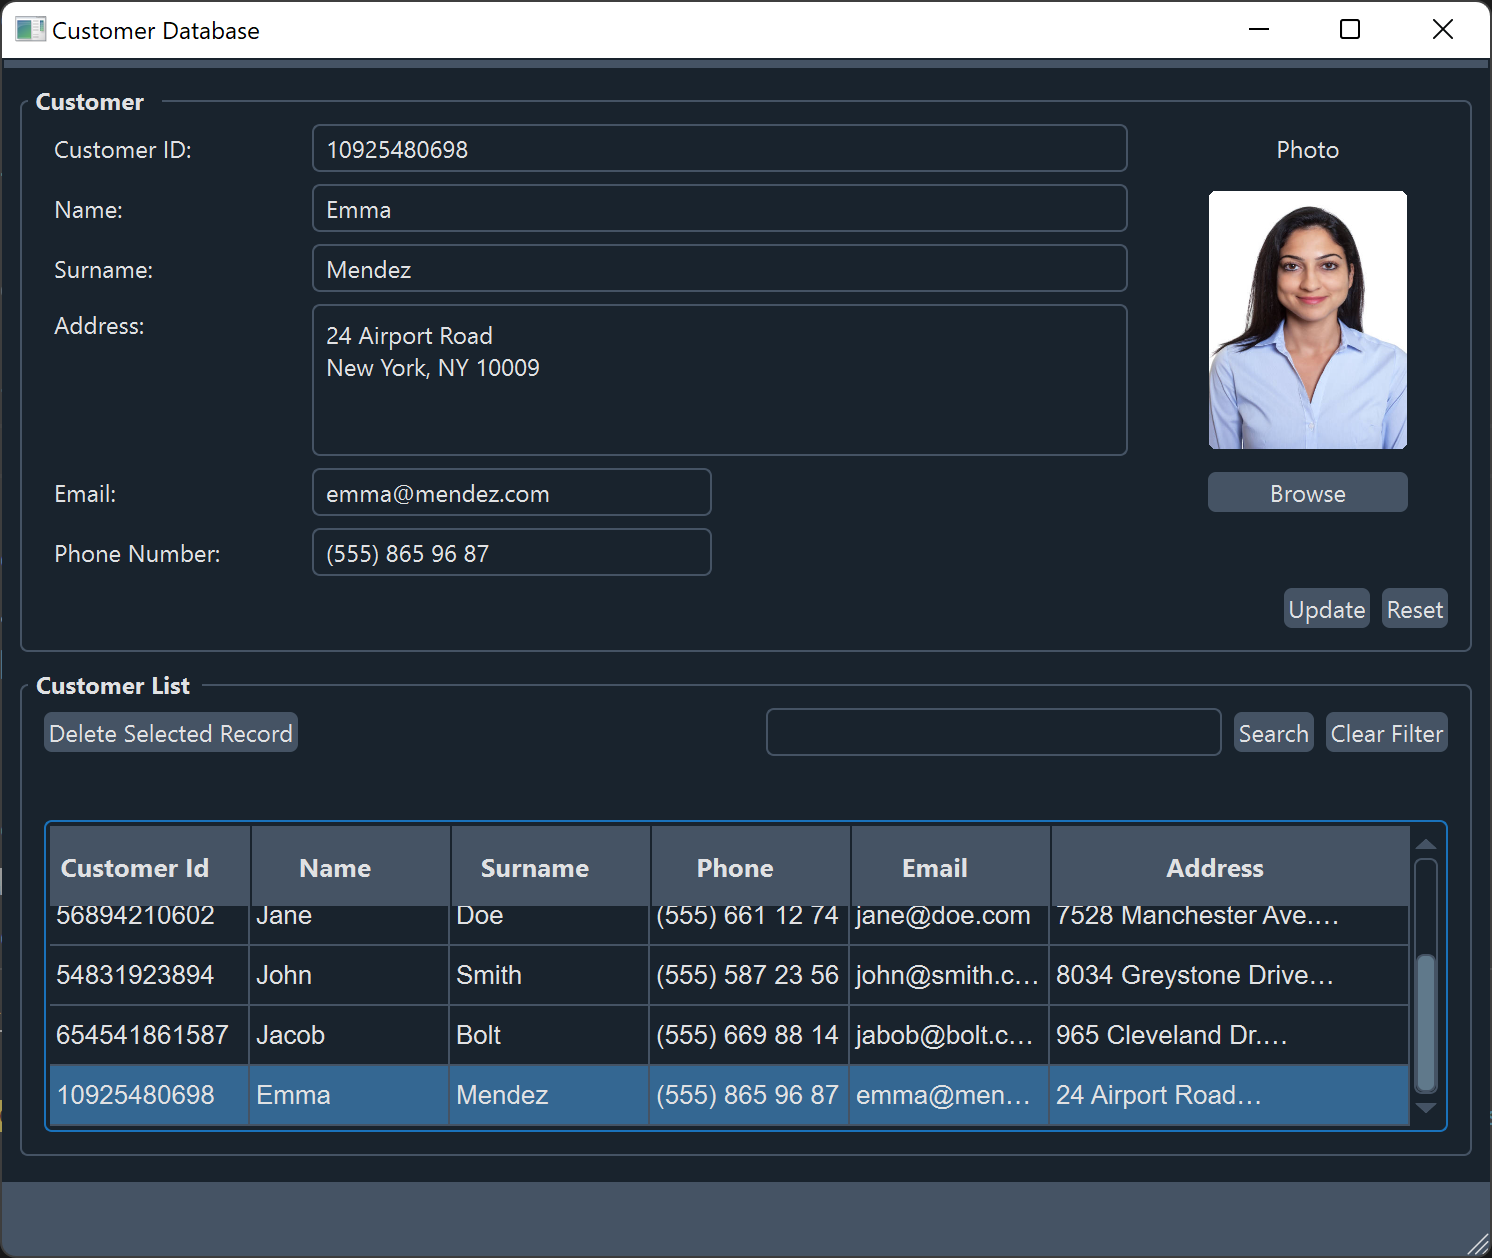 Customer Database
Customer
Customer ID: 10925480698 Photo
Name: Emma
Surname: Mendez
Address: 24 Airport Road
New York, NY 10009
Email: emma@mendez.com Browse
Phone Number: (555) 865 96 87
Update Reset
Customer List
Delete Selected Record Search Clear Filter
Customer Id Name Surname Phone Email Address
56894210602 Jane Doe (555) 661 12 74 jane@doe.com 7528 Manchester Ave.…
54831923894 John Smith (555) 587 23 56 john@smith.c… 8034 Greystone Drive…
654541861587 Jacob Bolt (555) 669 88 14 jabob@bolt.c… 965 Cleveland Dr.…
10925480698 Emma Mendez (555) 865 96 87 emma@men… 24 Airport Road…